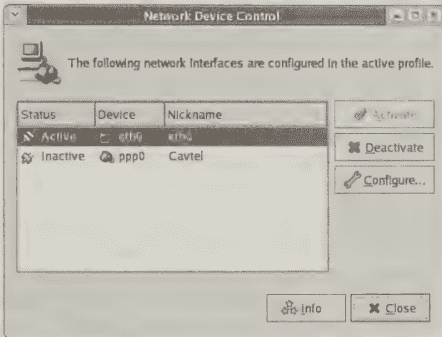 Network Device Control
The following network interfaces are configured in the active profile.
Status Device Nickname
Active eth0 eth0
Inactive ppp0 Cavtel
Activate
Deactivate
Configure...
Info
Close